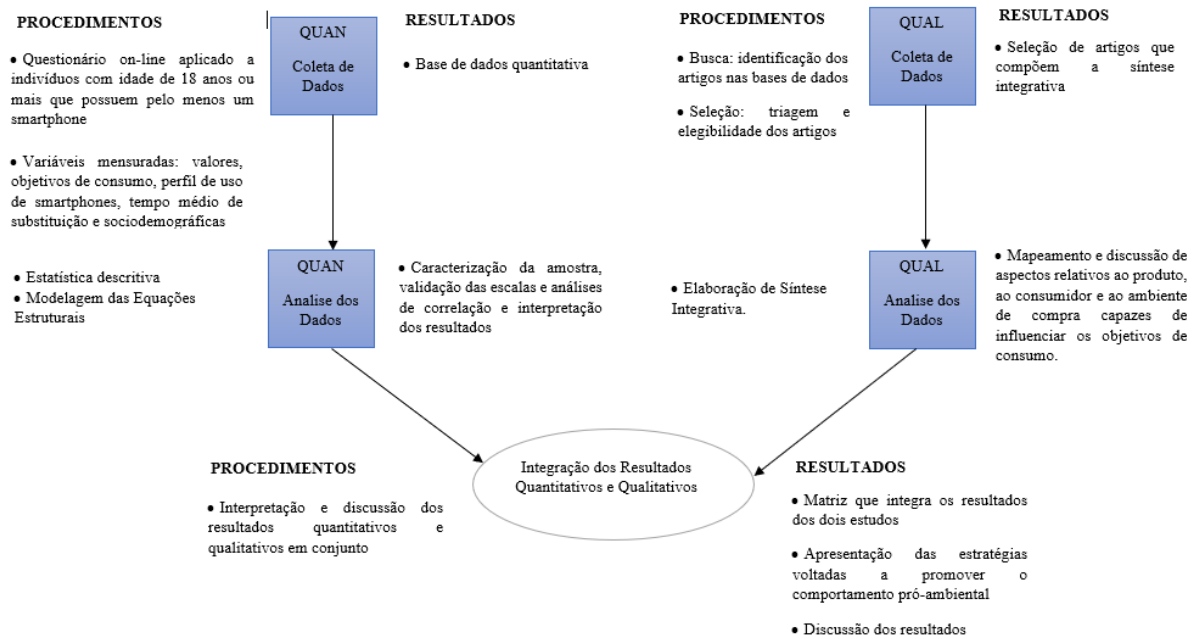 PROCEDIMENTOS
QUAN
Coleta de
Dados
RESULTADOS
• Questionário on-line aplicado a
indivíduos com idade de 18 anos ou
mais que possuem pelo menos um
smartphone
• Base de dados quantitativa
• Variáveis mensuradas: valores,
objetivos de consumo, perfil de uso
de smartphones, tempo médio de
substituição e sociodemográficas
PROCEDIMENTOS
QUAL
Coleta de
Dados
RESULTADOS
• Busca: identificação dos
artigos nas bases de dados
• Seleção: triagem e
elegibilidade dos artigos
• Seleção de artigos que
compõem a síntese
integrativa
• Estatística descritiva
• Modelagem das Equações
Estruturais
QUAN
Analise dos
Dados
• Caracterização da amostra,
validação das escalas e análises
de correlação e interpretação
dos resultados
• Elaboração de Síntese
Integrativa.
QUAL
Analise dos
Dados
• Mapeamento e discussão de
aspectos relativos ao produto,
ao consumidor e ao ambiente
de compra capazes de
influenciar os objetivos de
consumo.
PROCEDIMENTOS
• Interpretação e discussão dos
resultados quantitativos e
qualitativos em conjunto
Integração dos Resultados
Quantitativos e Qualitativos
RESULTADOS
• Matriz que integra os resultados
dos dois estudos
• Apresentação das estratégias
voltadas a promover o
comportamento pró-ambiental
• Discussão dos resultados